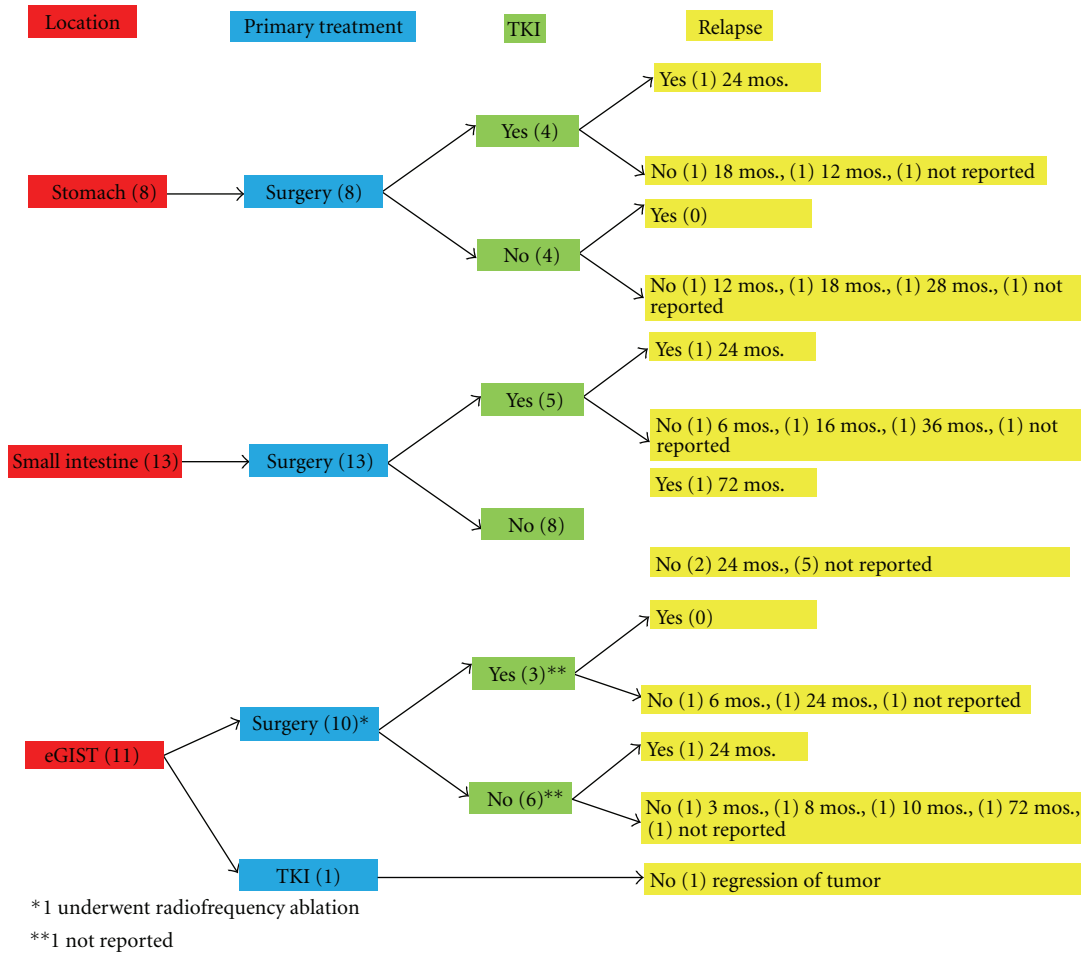 Location
Primary treatment
TKI
Relapse
Stomach (8)
Surgery (8)
Yes (4)
Yes (1) 24 mos.
No (1) 18 mos., (1) 12 mos., (1) not reported
No (4)
Yes (0)
No (1) 12 mos., (1) 18 mos., (1) 28 mos., (1) not
reported
Small intestine (13)
Surgery (13)
Yes (5)
Yes (1) 24 mos.
No (1) 6 mos., (1) 16 mos., (1) 36 mos., (1) not
reported
No (8)
Yes (1) 72 mos.
No (2) 24 mos., (5) not reported
eGIST (11)
Surgery (10)*
Yes (3)**
Yes (0)
No (1) 6 mos., (1) 24 mos., (1) not reported
No (6)**
Yes (1) 24 mos.
No (1) 3 mos., (1) 8 mos., (1) 10 mos., (1) 72 mos.,
(1) not reported
TKI (1)
No (1) regression of tumor
*1 underwent radiofrequency ablation
**1 not reported